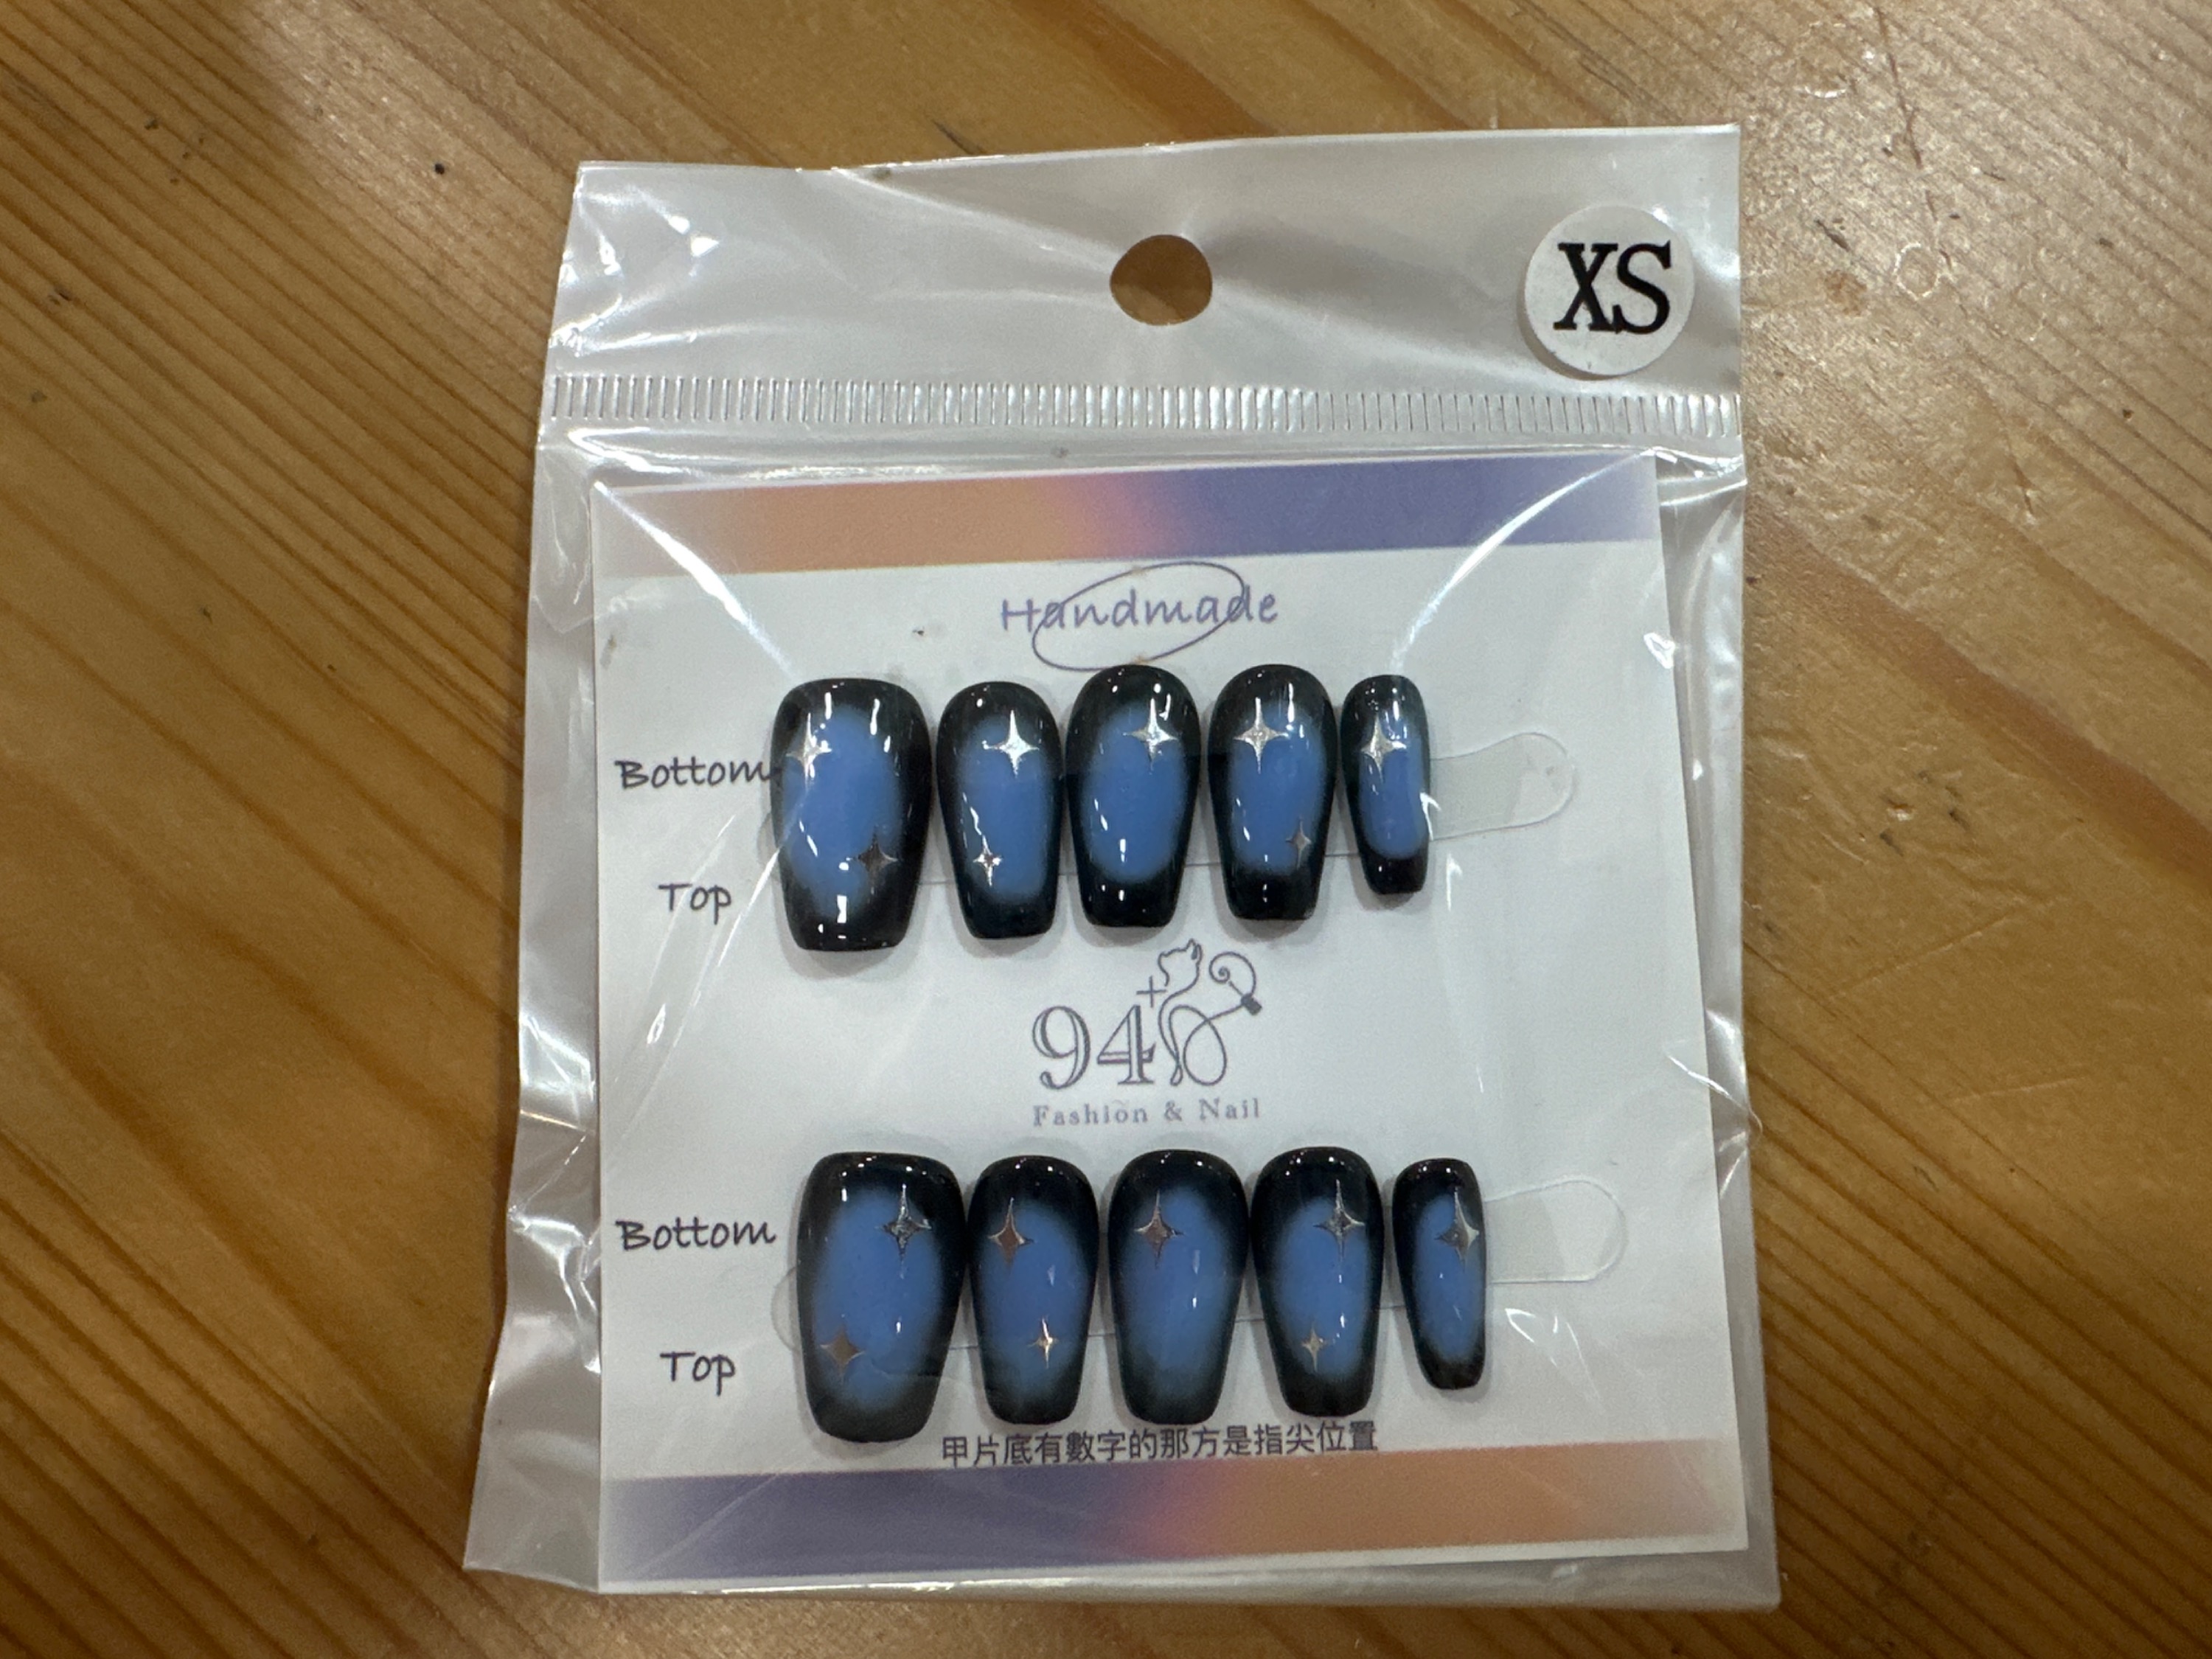 XS
Handmade
Bottom
Top
94+
Fashion & Nail
Bottom
Top
甲片底有數字的那方是指尖位置